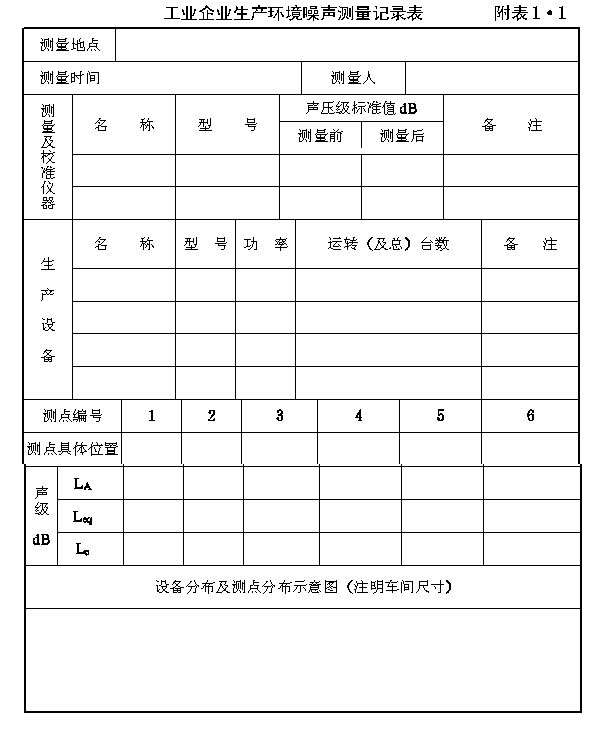 工业企业生产环境噪声测量记录表 附表1·1
测量地点
测量时间 测量人
测量及校准仪器 名 称 型 号 声压级标准值dB 备 注
测量前 测量后
生产设备 名 称 型 号 功 率 运转（及总）台数 备 注
测点编号 1 2 3 4 5 6
测点具体位置
声级 dB LA
Leq
Lc
设备分布及测点分布示意图（注明车间尺寸）